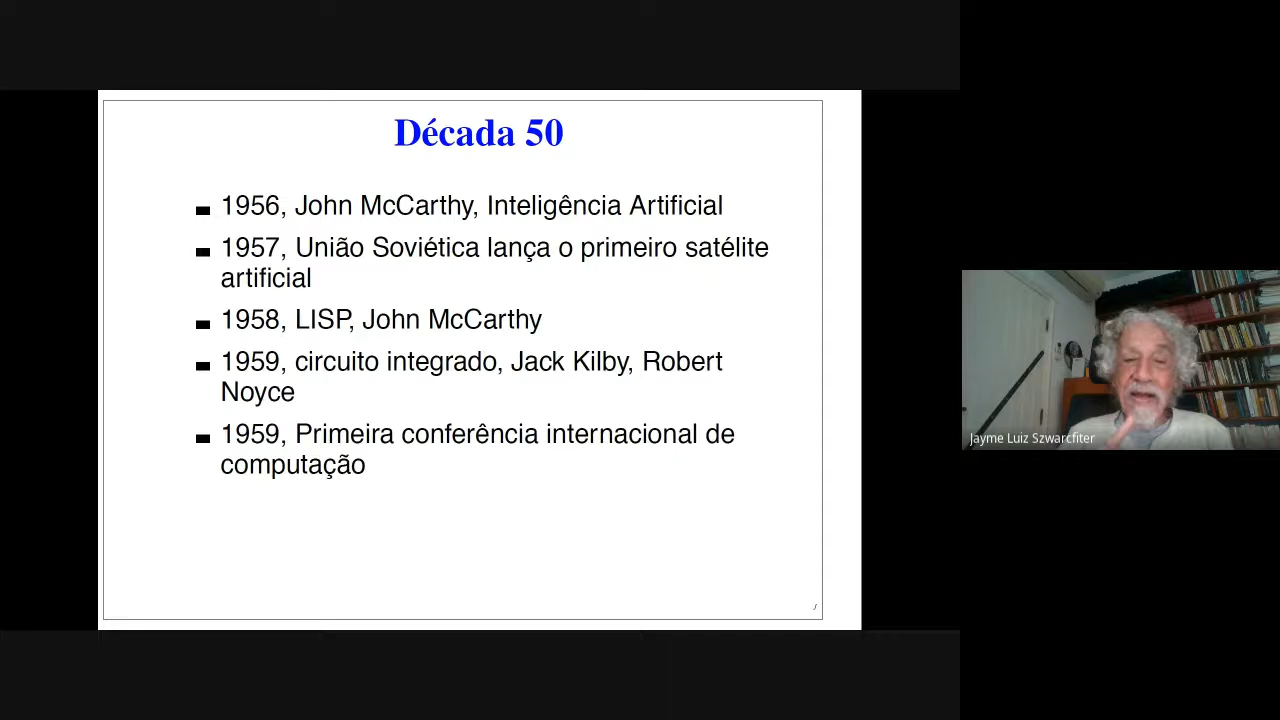 Década 50
1956, John McCarthy, Inteligência Artificial
1957, União Soviética lança o primeiro satélite
artificial
1958, LISP, John McCarthy
1959, circuito integrado, Jack Kilby, Robert
Noyce
1959, Primeira conferência internacional de
computação
Jayme Luiz Szwarcfiter